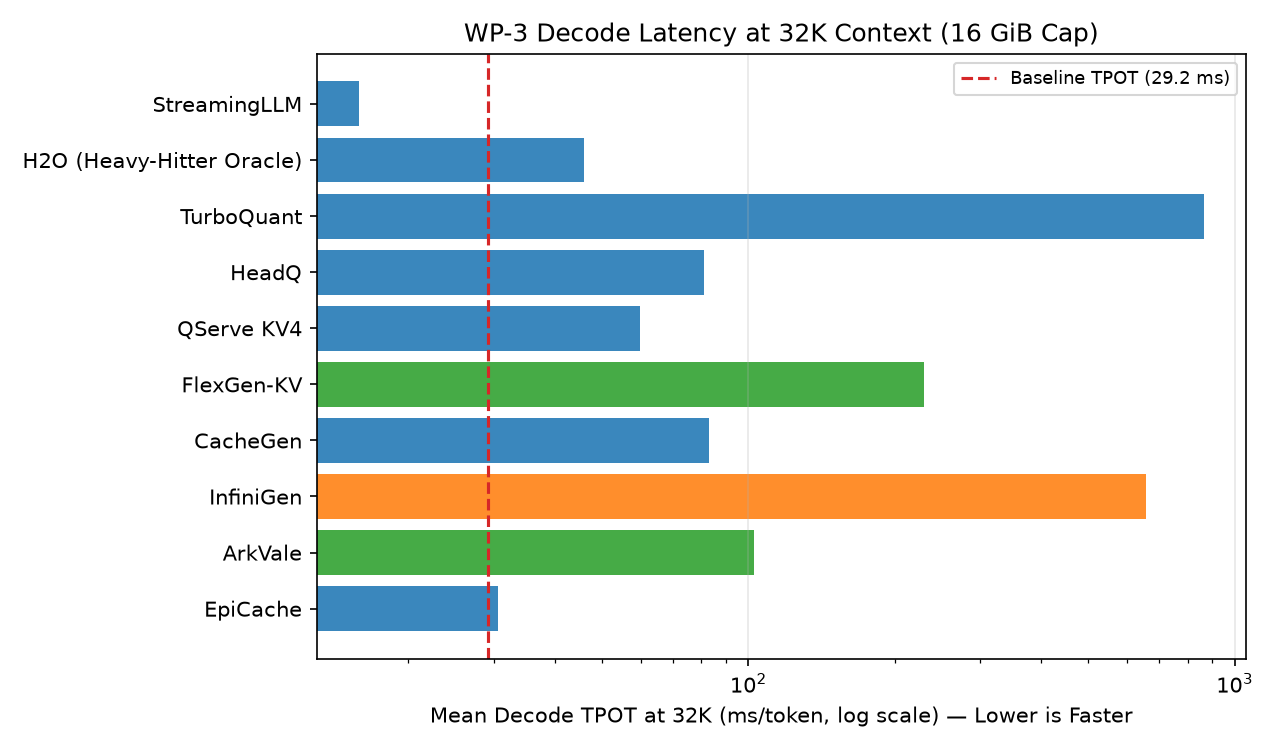 WP-3 Decode Latency at 32K Context (16 GiB Cap)
Baseline TPOT (29.2 ms)
StreamingLLM
H2O (Heavy-Hitter Oracle)
TurboQuant
HeadQ
QServe KV4
FlexGen-KV
CacheGen
InfiniGen
ArkVale
EpiCache
10² 10³
Mean Decode TPOT at 32K (ms/token, log scale) — Lower is Faster